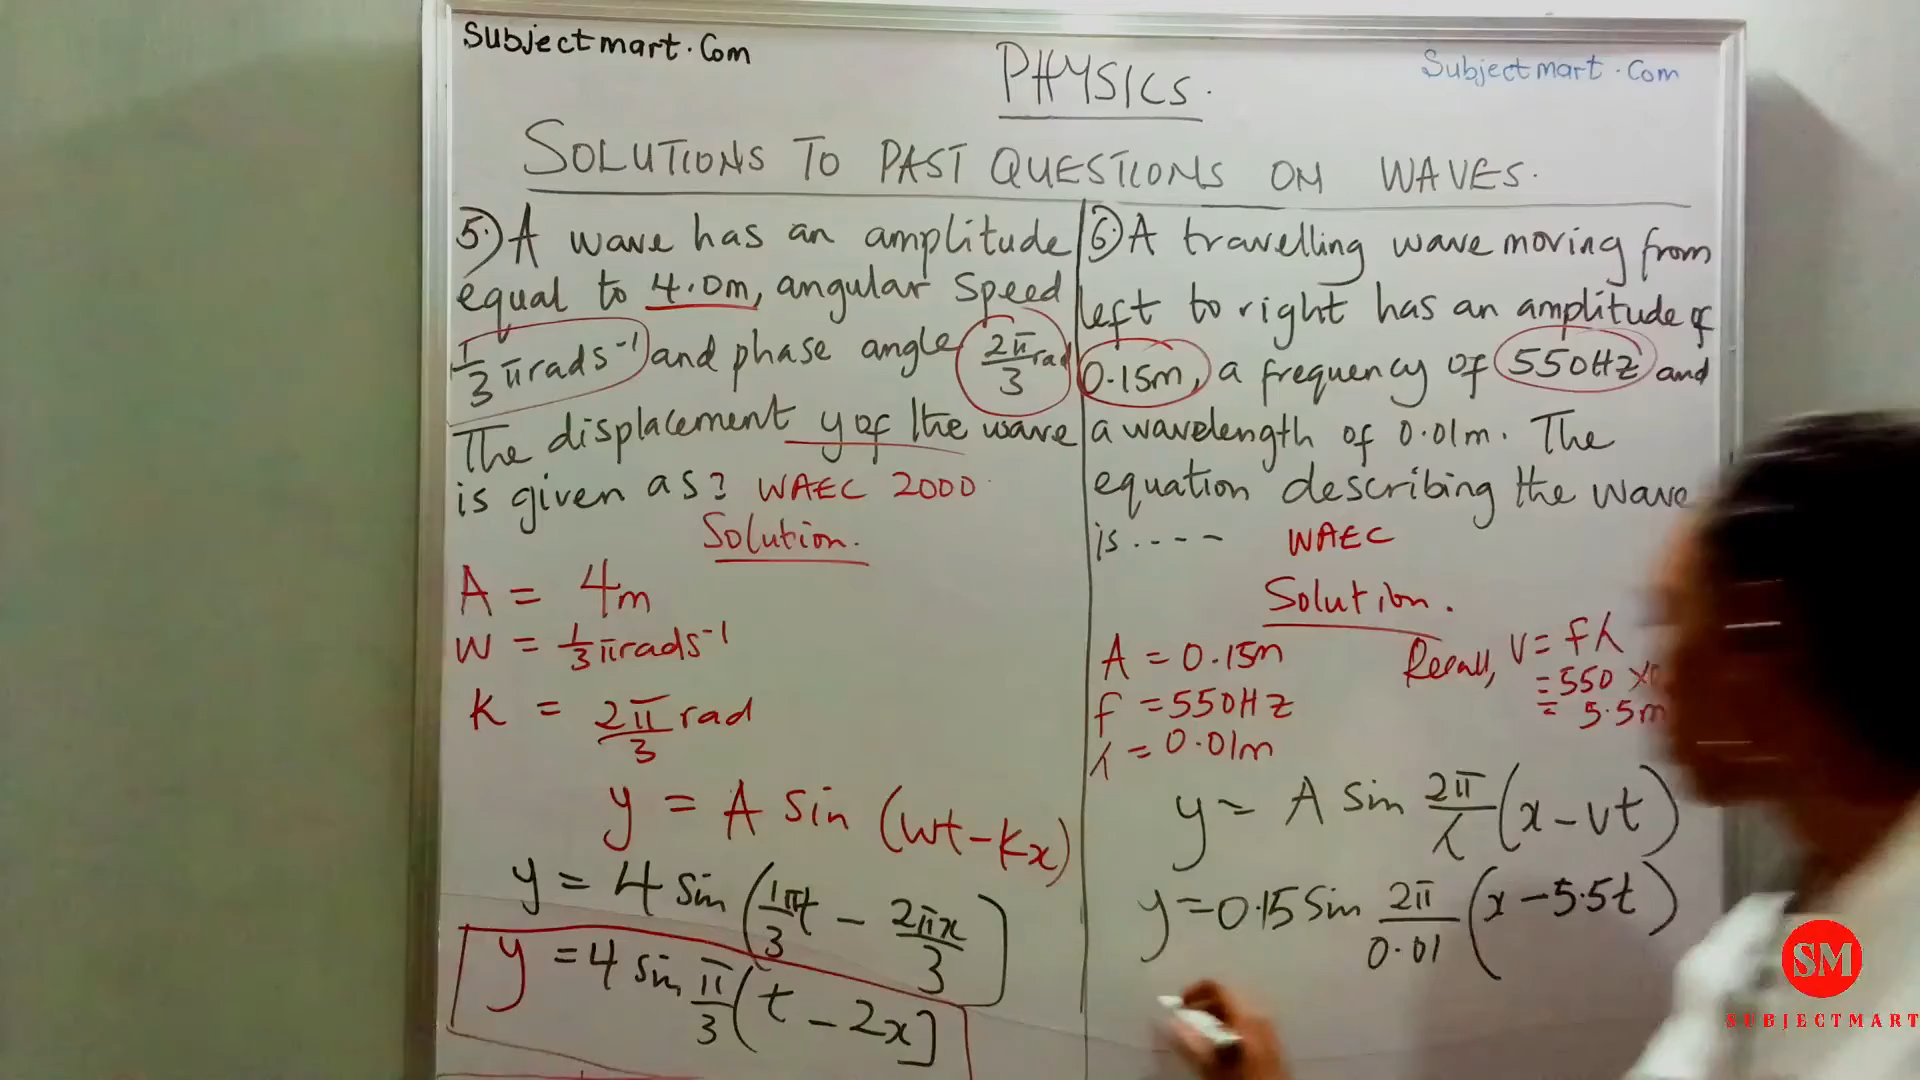 Subjectmart.Com
PHYSICS.
Subjectmart.Com
SOLUTIONS TO PAST QUESTIONS ON WAVES.
5.) A wave has an amplitude
equal to 4.0m, angular Speed
1/3 πrads⁻¹ and phase angle 2π/3 rad
The displacement y of the wave
is given as? WAEC 2000
Solution.
A = 4m
W = 1/3 πrads⁻¹
K = 2π/3 rad
y = A sin (wt-Kx)
y = 4 sin (1πt/3 - 2πx/3)
y = 4 sin π/3 (t - 2x]
6.) A travelling wave moving from
left to right has an amplitude of
0.15m, a frequency of 550HZ and
a wavelength of 0.01m. The
equation describing the wave
is.... WAEC
Solution.
A = 0.15m
f = 550HZ
λ = 0.01m
Recall, V = fλ
= 550 ×
= 5.5m
y = A sin 2π/λ (x - vt)
y = 0.15 Sin 2π/0.01 (x - 5.5t)
SM
SUBJECTMART